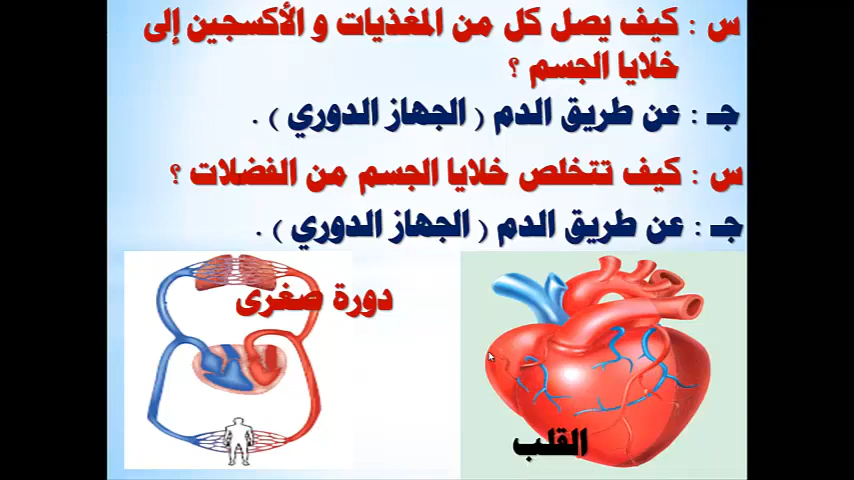 س : كيف يصل كل من المغذيات و الأكسجين إلى
خلايا الجسم ؟
جـ : عن طريق الدم ( الجهاز الدوري ) .
س : كيف تتخلص خلايا الجسم من الفضلات ؟
جـ : عن طريق الدم ( الجهاز الدوري ) .
دورة صغرى
القلب